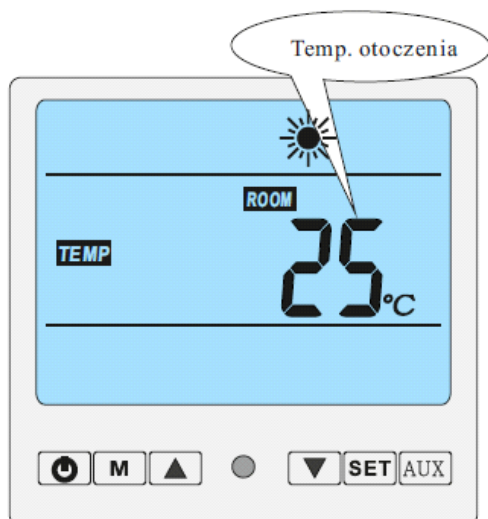 Temp. otoczenia
ROOM
TEMP
25°C
M
SET
AUX